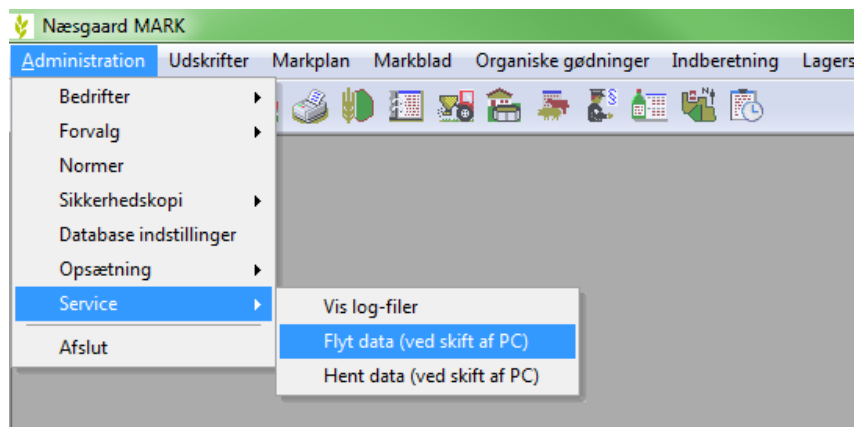 Næsgaard MARK
Administration Udskrifter Markplan Markblad Organiske gødninger Indberetning Lagers
Bedrifter
Forvalg
Normer
Sikkerhedskopi
Database indstillinger
Opsætning
Service
Afslut
Vis log-filer
Flyt data (ved skift af PC)
Hent data (ved skift af PC)